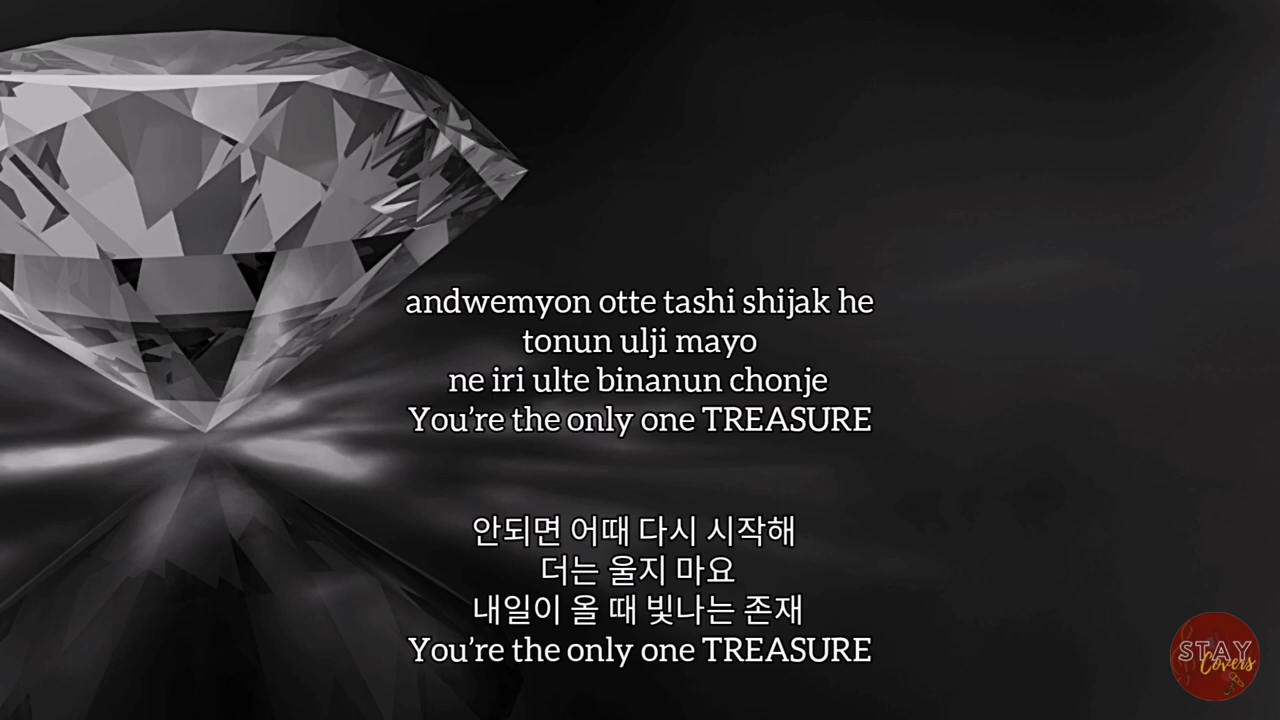 andwemyon otte tashi shijak he
tonun ulji mayo
ne iri ulte binanun chonje
You're the only one TREASURE
안되면 어때 다시 시작해
더는 울지 마요
내일이 올 때 빛나는 존재
You're the only one TREASURE
STAY
Covers